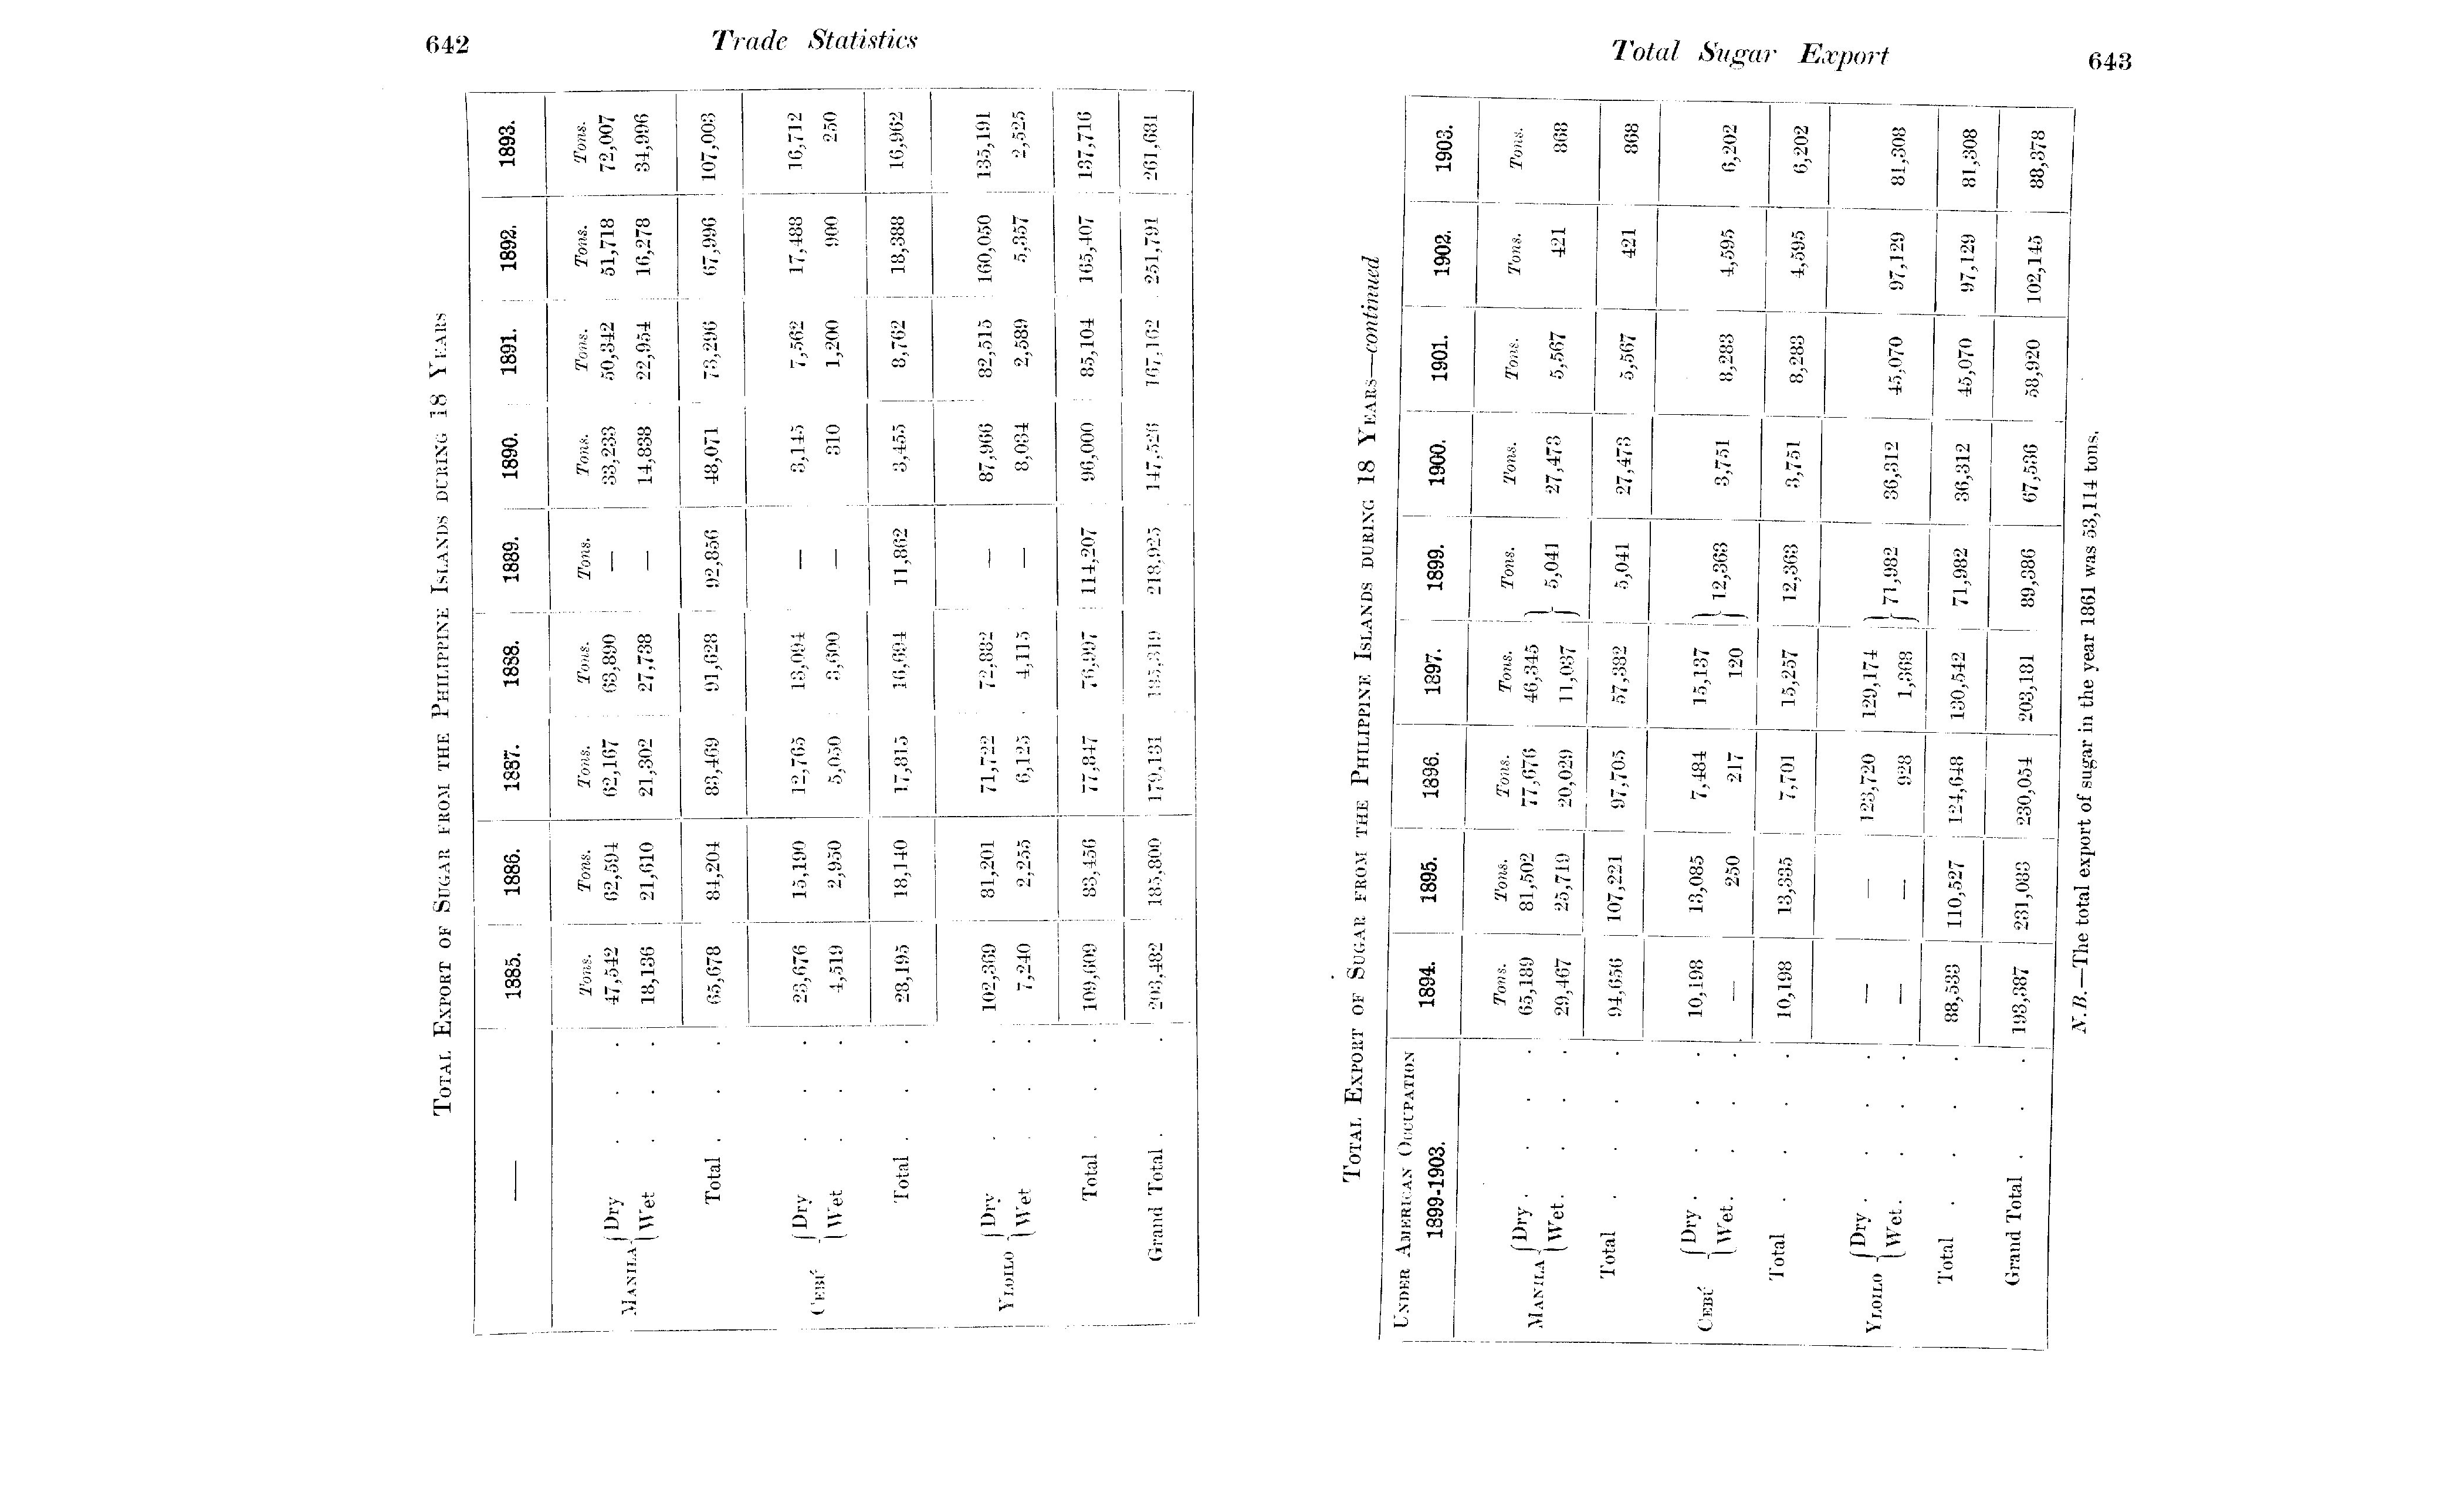 642 Trade Statistics
TOTAL EXPORT OF SUGAR FROM THE PHILIPPINE ISLANDS DURING 18 YEARS
— 1885. 1886. 1887. 1888. 1889. 1890. 1891. 1892. 1893.
Tons. Tons. Tons. Tons. Tons. Tons. Tons. Tons. Tons.
MANILA { Dry . . . 47,542 62,594 62,167 63,890 — 33,233 50,342 51,718 72,007
{ Wet . . . 18,136 21,610 21,302 27,738 — 14,838 22,954 16,278 34,996
Total . . . 65,678 84,204 83,469 91,628 92,856 48,071 73,296 67,996 107,003
CEBÚ { Dry . . . 23,676 15,190 12,765 13,094 — 3,145 7,562 17,488 16,712
{ Wet . . . 4,519 2,950 5,050 3,600 — 310 1,200 900 250
Total . . . 28,195 18,140 17,815 16,694 11,862 3,455 8,762 18,388 16,962
YLOILO { Dry . . . 102,369 81,201 71,722 72,882 — 87,966 82,515 160,050 135,191
{ Wet . . . 7,240 2,255 6,125 4,115 — 8,034 2,589 5,357 2,525
Total . . . 109,609 83,456 77,847 76,997 114,207 96,000 85,104 165,407 137,716
Grand Total . . . 203,482 185,800 179,131 185,319 218,925 147,526 167,162 251,791 261,681
Total Sugar Export 643
TOTAL EXPORT OF SUGAR FROM THE PHILIPPINE ISLANDS DURING 18 YEARS—continued
UNDER AMERICAN OCCUPATION
1899-1903. 1894. 1895. 1896. 1897. 1899. 1900. 1901. 1902. 1903.
Tons. Tons. Tons. Tons. Tons. Tons. Tons. Tons. Tons.
MANILA { Dry . . . . 65,189 81,502 77,676 46,345
{ Wet. . . . 29,467 25,719 20,029 11,037 } 5,041 27,473 5,567 421 868
Total . . . . 94,656 107,221 97,705 57,382 5,041 27,473 5,567 421 868
CEBÚ { Dry . . . . 10,198 13,085 7,484 15,137 } 12,363
{ Wet. . . . — 250 217 120 3,751 8,283 4,595 6,202
Total . . . . 10,198 13,335 7,701 15,257 12,363 3,751 8,283 4,595 6,202
YLOILO { Dry . . . . — — 123,720 129,174 } 71,982
{ Wet. . . . — — 928 1,368 36,312 45,070 97,129 81,308
Total . . . . 88,533 110,527 124,648 130,542 71,982 36,312 45,070 97,129 81,308
Grand Total . . . 193,387 231,083 230,054 203,181 89,386 67,536 58,920 102,145 88,378
N.B.—The total export of sugar in the year 1861 was 53,114 tons.